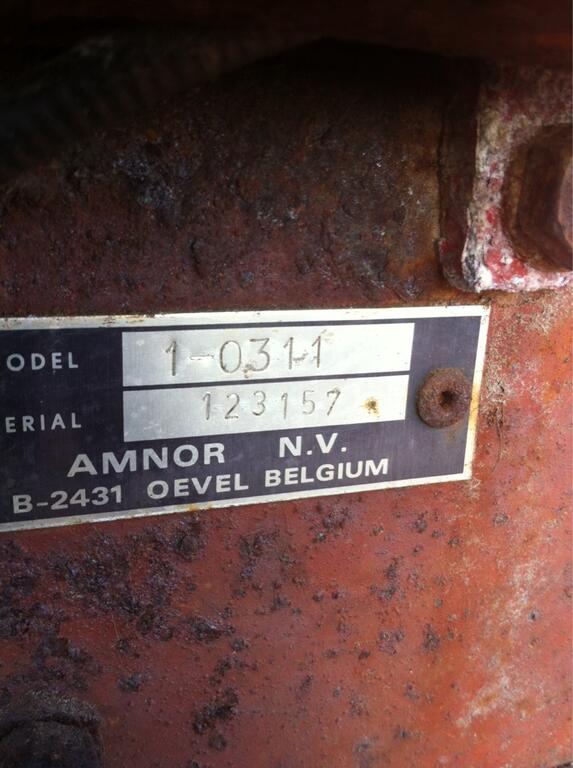 ODEL 1-0311
ERIAL 123157
AMNOR N.V.
B-2431 OEVEL BELGIUM